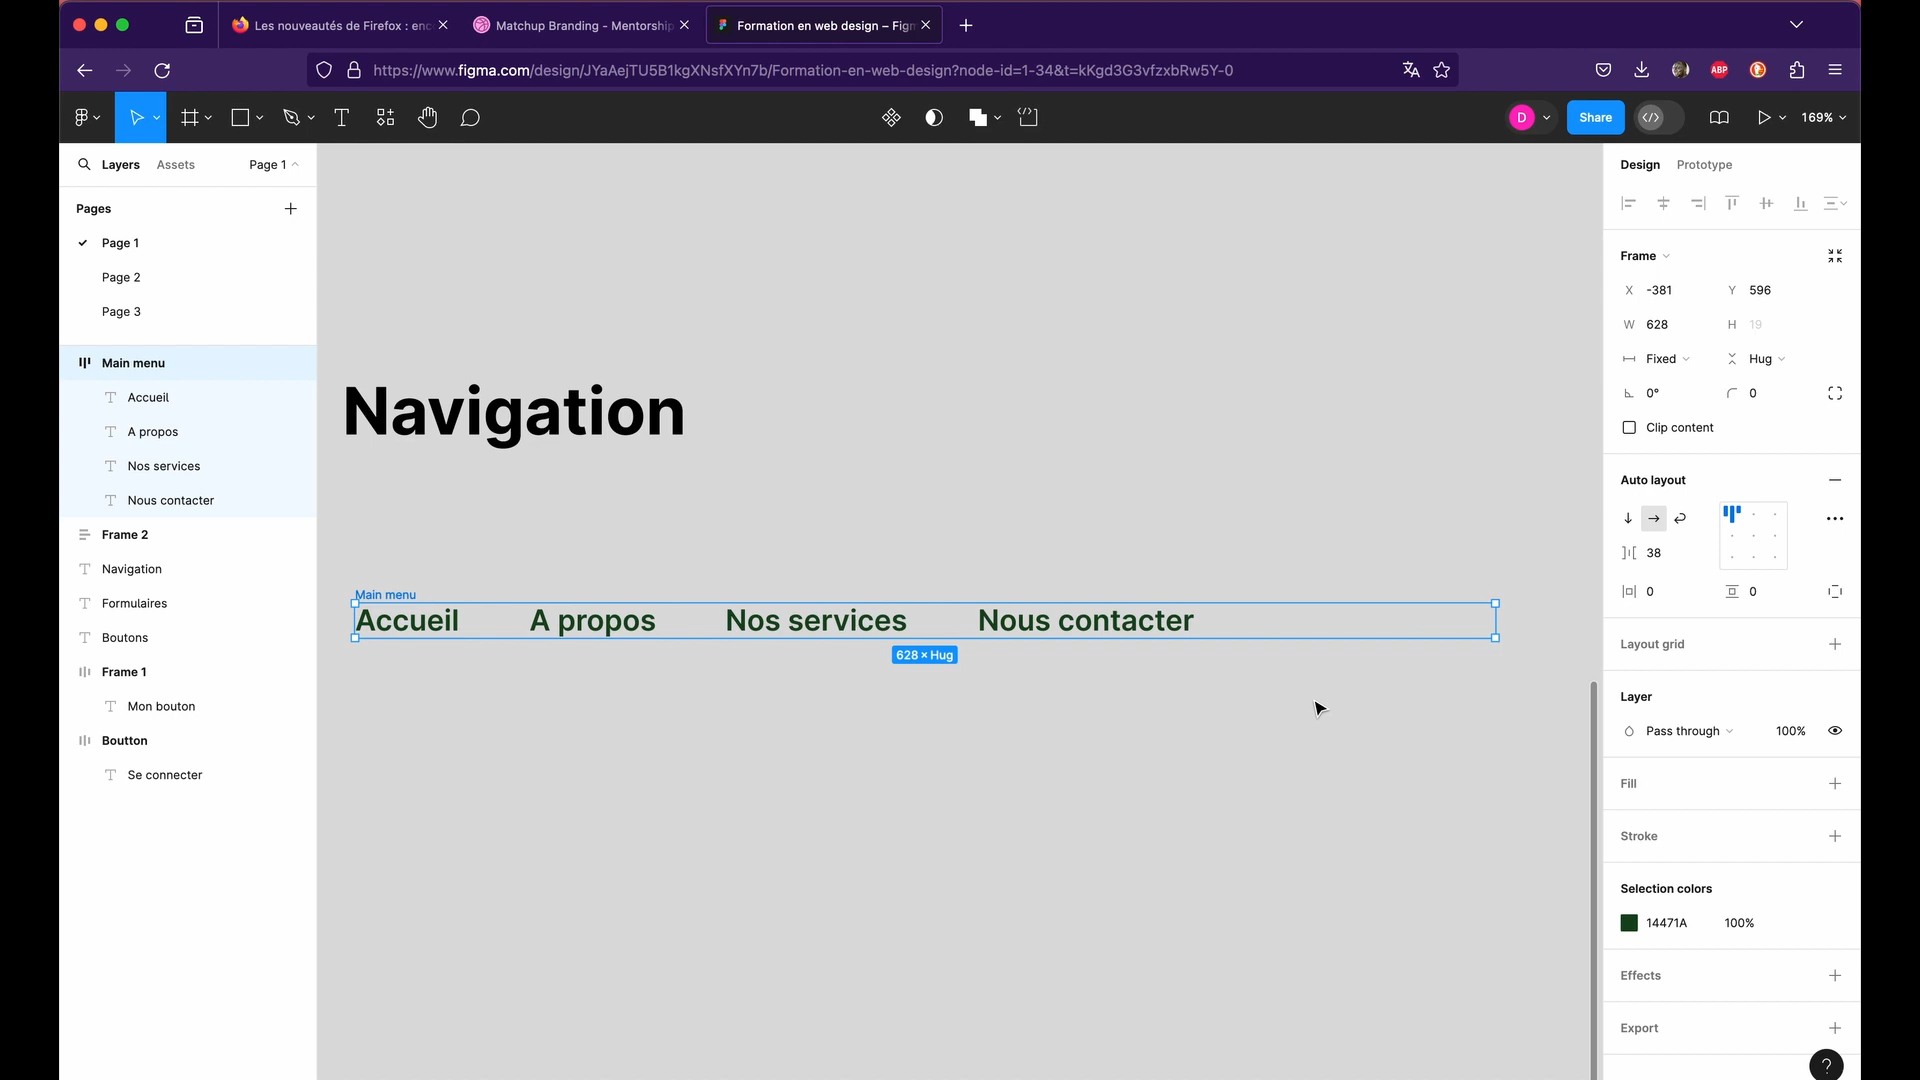 Les nouveautés de Firefox : enc
Matchup Branding - Mentorship
Formation en web design – Figm
https://www.figma.com/design/JYaAejTU5B1kgXNsfXYn7b/Formation-en-web-design?node-id=1-34&t=kKgd3G3vfzxbRw5Y-0
ABP
D
Share
169%
Layers
Assets
Page 1
Design
Prototype
Pages
Page 1
Page 2
Page 3
Main menu
Accueil
A propos
Nos services
Nous contacter
Frame 2
Navigation
Formulaires
Boutons
Frame 1
Mon bouton
Boutton
Se connecter
Navigation
Main menu
Accueil A propos Nos services Nous contacter
628 × Hug
Frame
X -381 Y 596
W 628 H 19
Fixed Hug
0° 0
Clip content
Auto layout
38
0 0
Layout grid
Layer
Pass through 100%
Fill
Stroke
Selection colors
14471A 100%
Effects
Export
?